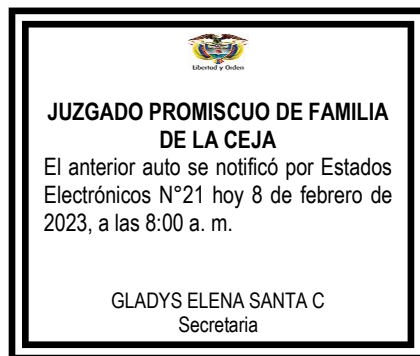 Libertad y Orden
JUZGADO PROMISCUO DE FAMILIA
DE LA CEJA
El anterior auto se notificó por Estados
Electrónicos N°21 hoy 8 de febrero de
2023, a las 8:00 a. m.
GLADYS ELENA SANTA C
Secretaria